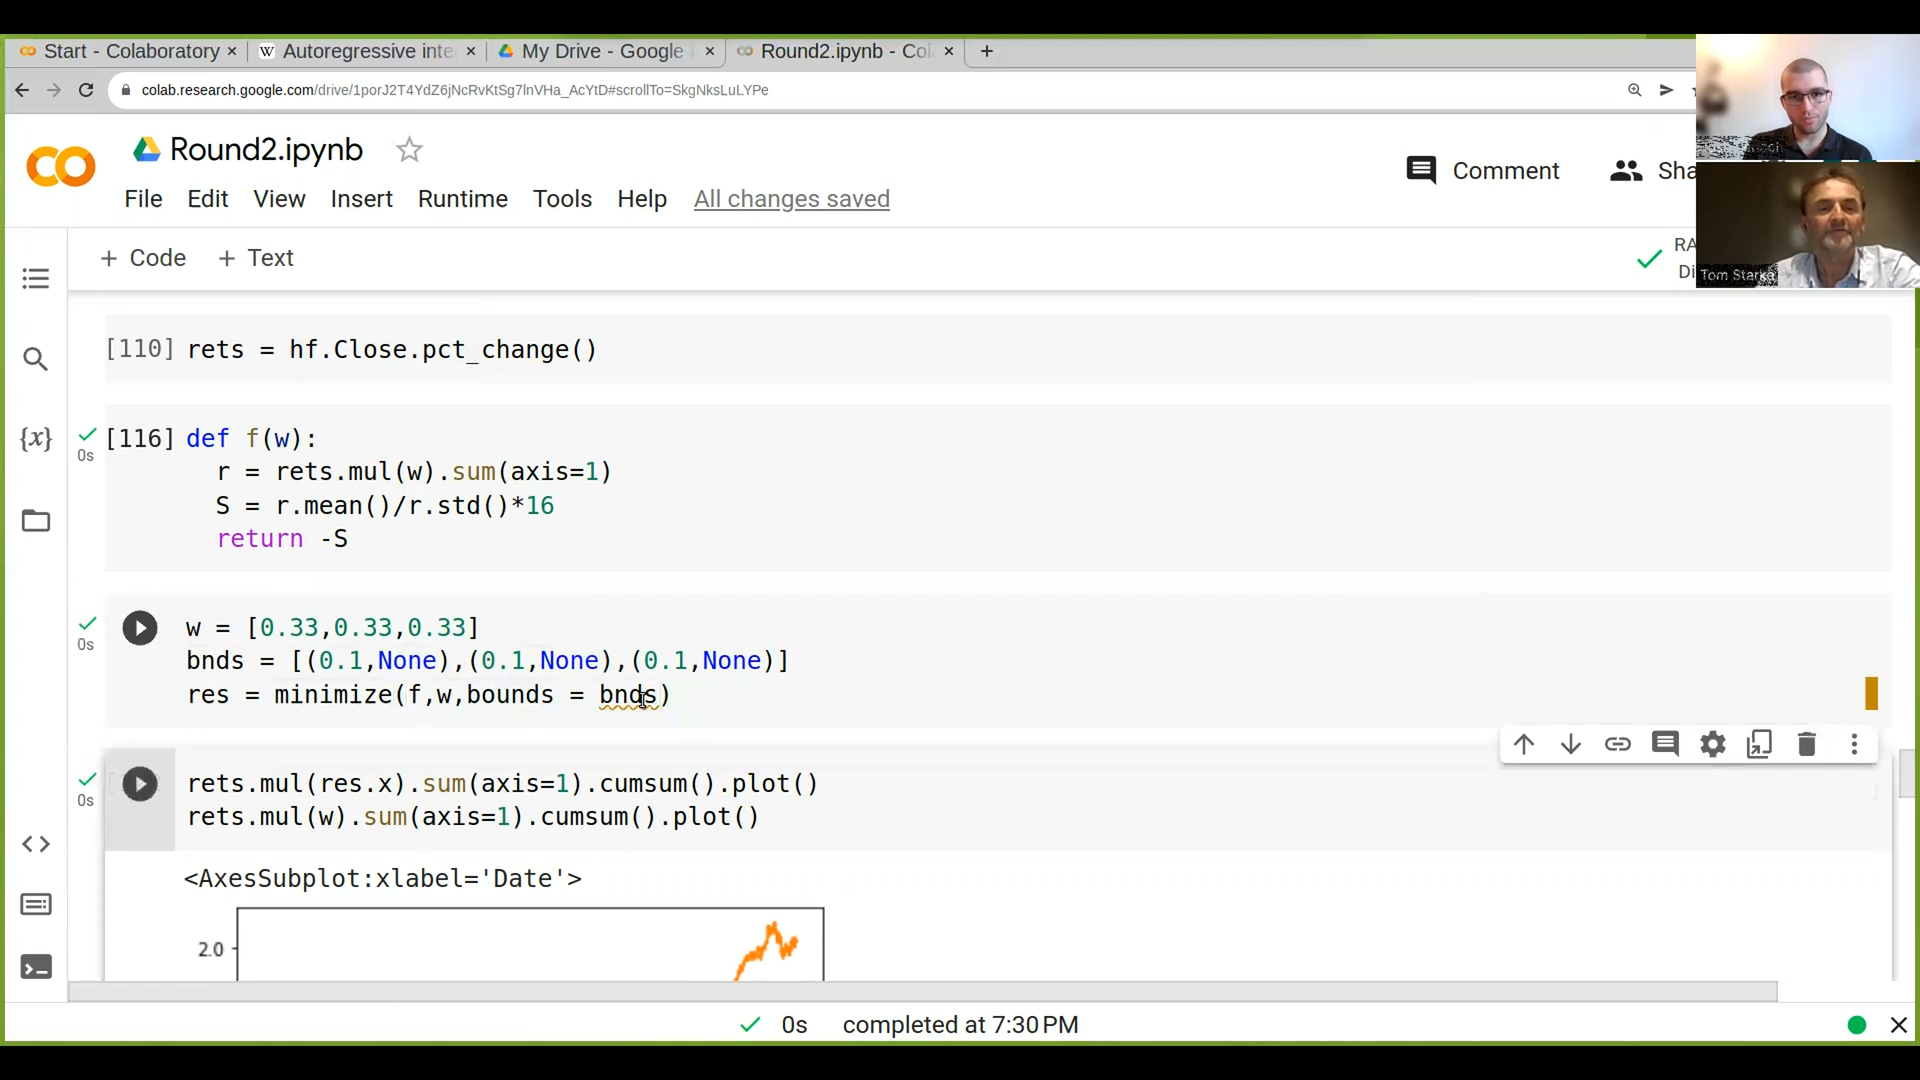 Start - Colaboratory
Autoregressive inte
My Drive - Google
Round2.ipynb - Col
colab.research.google.com/drive/1porJ2T4YdZ6jNcRvKtSg7lnVHa_AcYtD#scrollTo=SkgNksLuLYPe
Round2.ipynb
File Edit View Insert Runtime Tools Help All changes saved
Comment
Sha
+ Code + Text
RA
Di
Tom Starke
[110] rets = hf.Close.pct_change()
[116] def f(w):
r = rets.mul(w).sum(axis=1)
S = r.mean()/r.std()*16
return -S
0s
w = [0.33,0.33,0.33]
bnds = [(0.1,None),(0.1,None),(0.1,None)]
res = minimize(f,w,bounds = bnds)
0s
rets.mul(res.x).sum(axis=1).cumsum().plot()
rets.mul(w).sum(axis=1).cumsum().plot()
0s
<AxesSubplot:xlabel='Date'>
2.0
0s completed at 7:30 PM